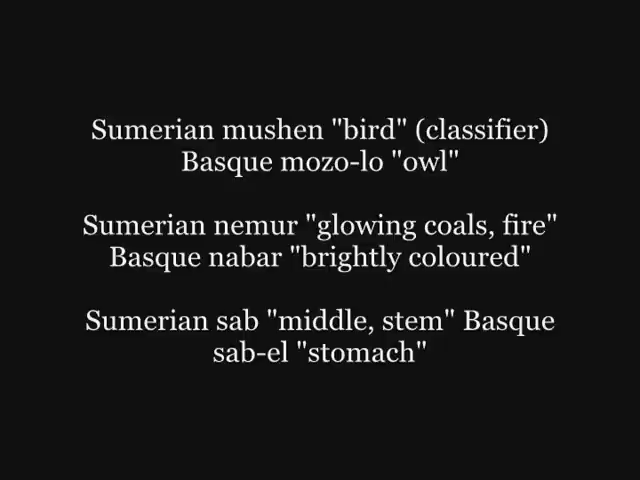 Sumerian mushen "bird" (classifier)
Basque mozo-lo "owl"
Sumerian nemur "glowing coals, fire"
Basque nabar "brightly coloured"
Sumerian sab "middle, stem" Basque
sab-el "stomach"